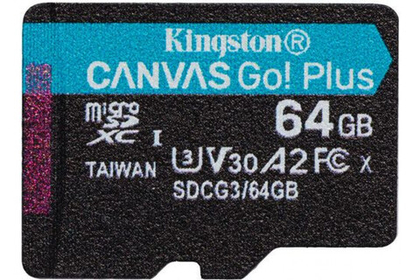 Kingston®
CANVAS Go! Plus
micro SD XC I
64GB
TAIWAN U3 V30 A2 FC X
SDCG3/64GB